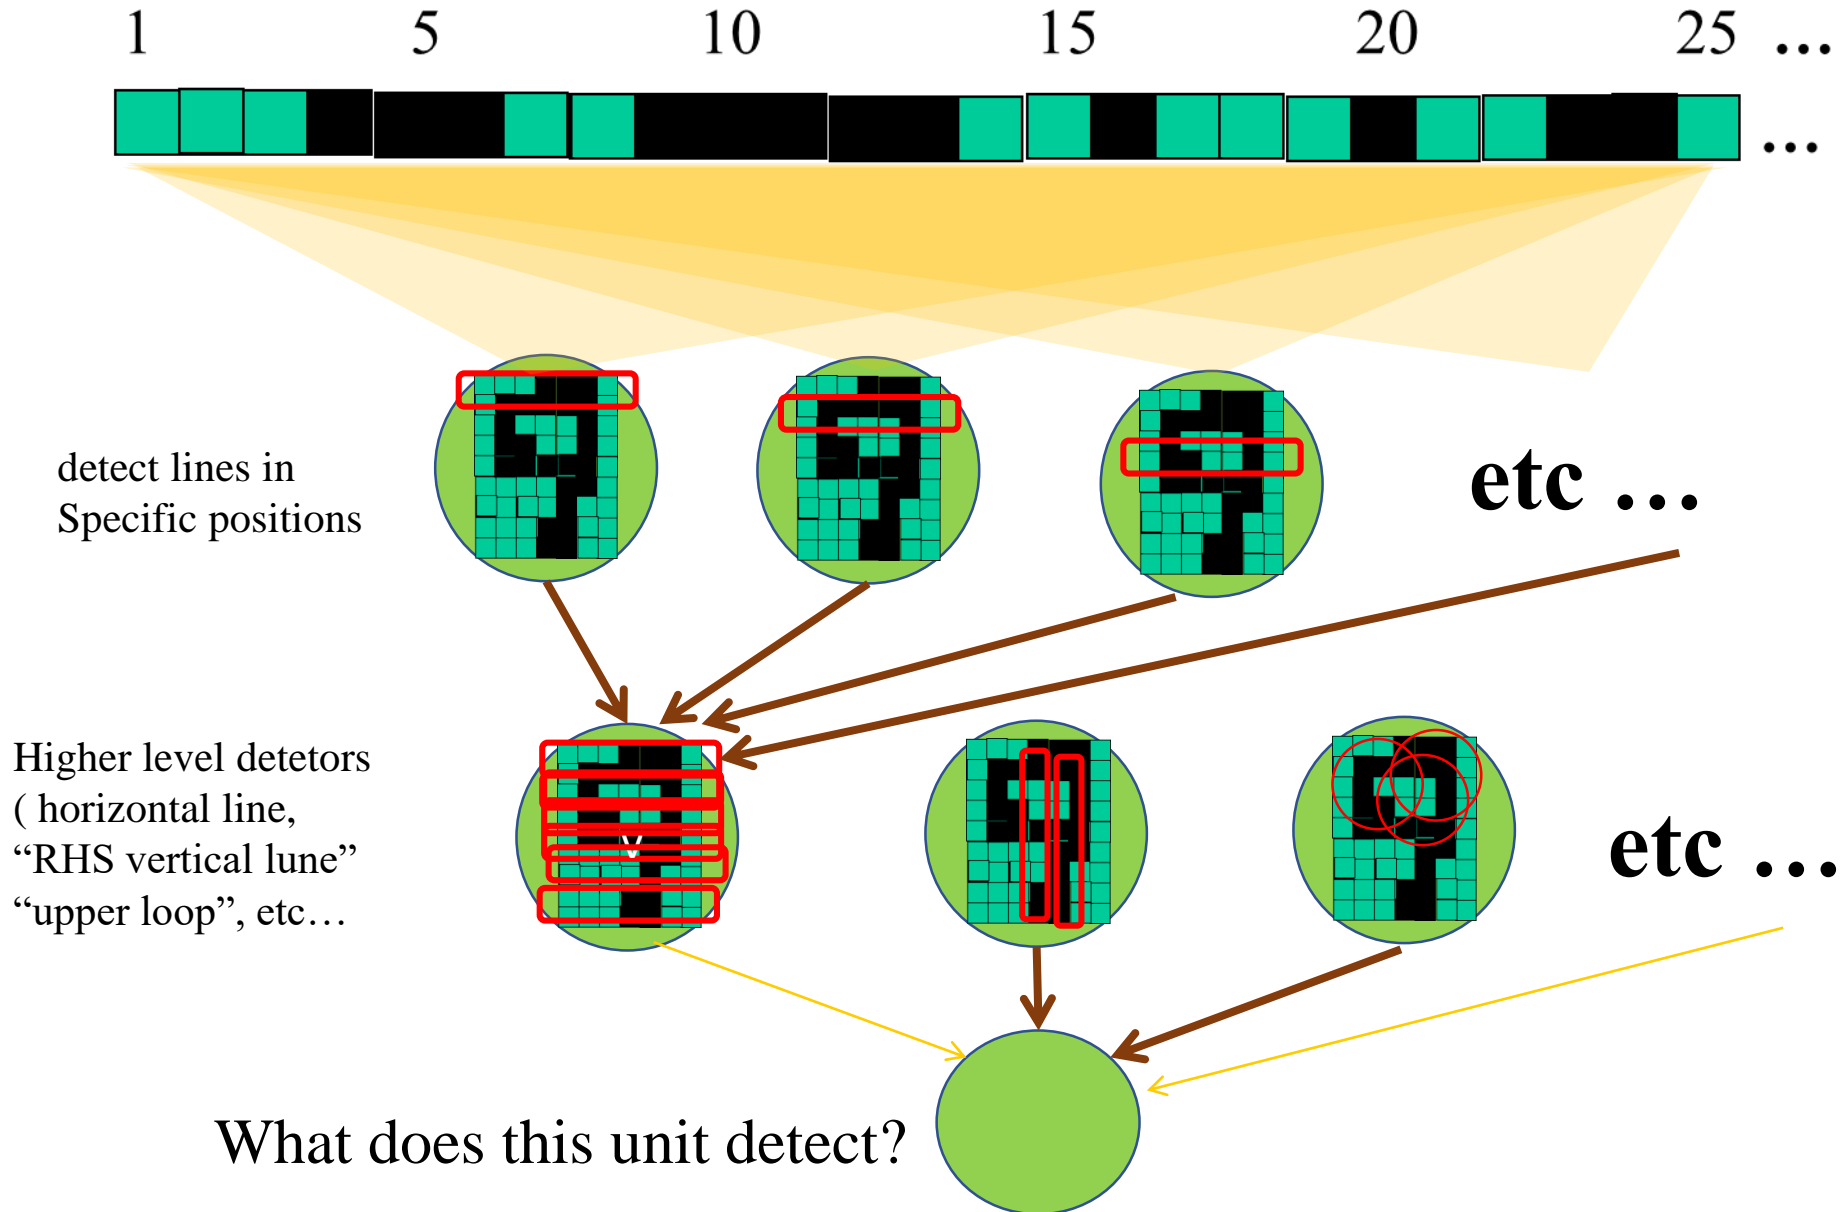 1 5 10 15 20 25 ...
...
detect lines in
Specific positions
etc ...
Higher level detetors
( horizontal line,
“RHS vertical lune”
“upper loop”, etc...
v
etc ...
What does this unit detect?